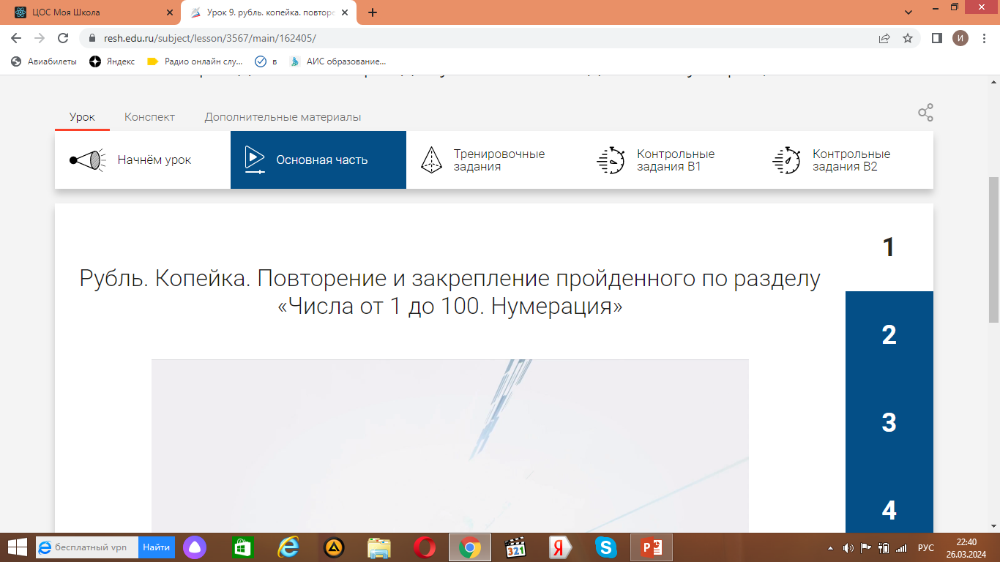 ЦОС Моя Школа
Урок 9. рубль. копейка. повторе
resh.edu.ru/subject/lesson/3567/main/162405/
И
Авиабилеты
Яндекс
Радио онлайн слу...
в
АИС образование...
Урок
Конспект
Дополнительные материалы
Начнём урок
Основная часть
Тренировочные
задания
Контрольные
задания В1
Контрольные
задания В2
1
Рубль. Копейка. Повторение и закрепление пройденного по разделу
«Числа от 1 до 100. Нумерация»
2
3
4
бесплатный vpn
Найти
321
Я
РУС
22:40
26.03.2024